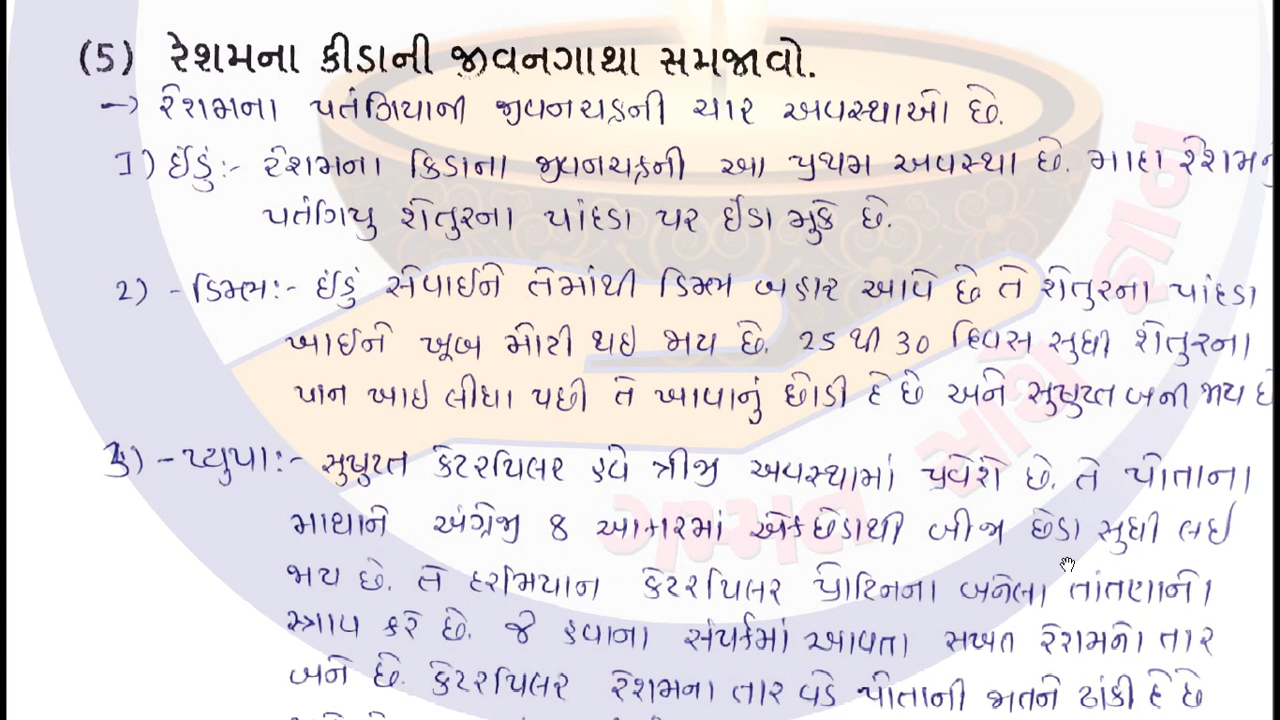 (5) રેશમના કીડાની જીવનગાથા સમજાવો.
→ રેશમના પતંગિયાની જીવનચક્રની ચાર અવસ્થાઓ છે.
1) ઈંડું:- રેશમના કિડાના જીવનચક્રની આ પ્રથમ અવસ્થા છે. માદા રેશમનુ
પતંગિયુ શેતુરના પાંદડા પર ઈંડા મુકે છે.
2) - ડિમ્ભ:- ઈંડું સેવાઈને તેમાંથી ડિમ્ભ બહાર આવે છે તે શેતુરના પાંદડા
ખાઈને ખૂબ મોટી થઇ જાય છે. 25 થી 30 દિવસ સુધી શેતુરના
પાન ખાઇ લીધા પછી તે ખાવાનું છોડી દે છે અને સુષુપ્ત બની જાય છે
3) - પ્યુપા:- સુષુપ્ત કેટરપિલર હવે ત્રીજી અવસ્થામાં પ્રવેશે છે. તે પોતાના
માથાને અંગ્રેજી 8 આકારમાં એક છેડાથી બીજા છેડા સુધી લઇ
જાય છે. તે દરમિયાન કેટરપિલર પ્રોટિનના બનેલા તાંતણાનો
સ્ત્રાવ કરે છે. જે હવાના સંપર્કમાં આવતા સખત રેશમનો તાર
બને છે. કેટરપિલર રેશમના તાર વડે પોતાની જાતને ઢાંકી દે છે